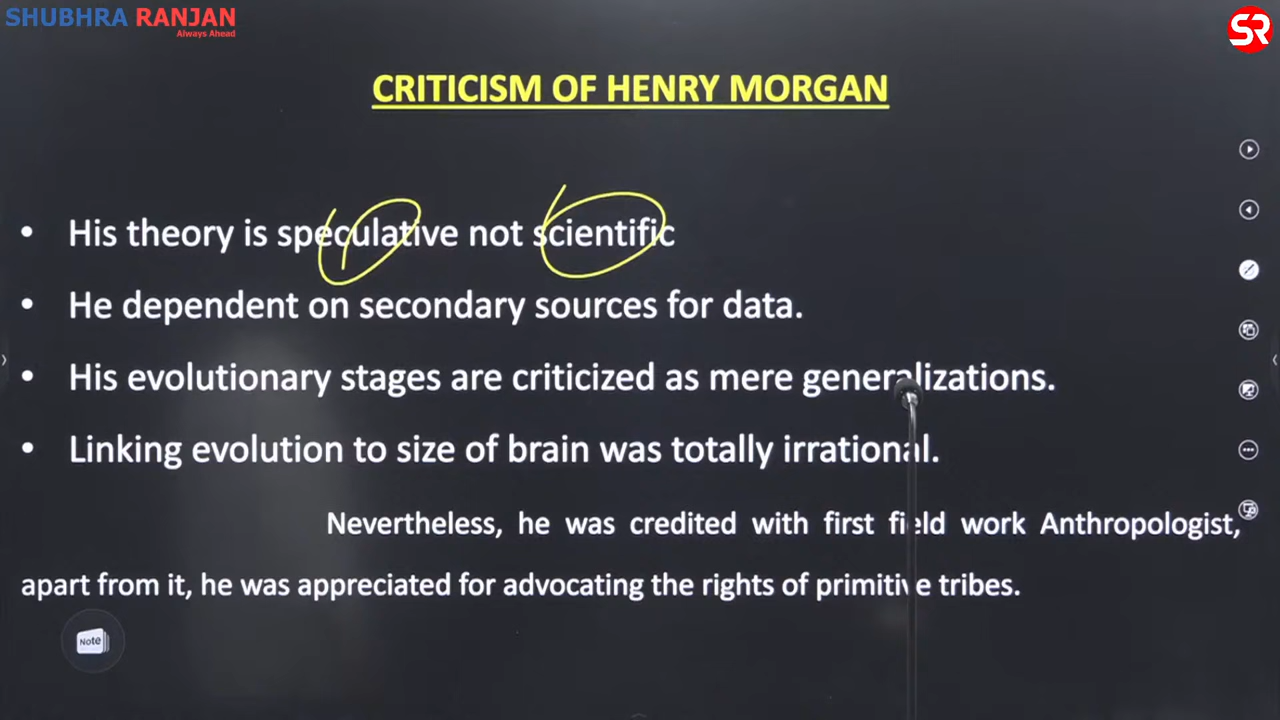 SHUBHRA RANJAN
Always Ahead
SR
CRITICISM OF HENRY MORGAN
• His theory is speculative not scientific
• He dependent on secondary sources for data.
• His evolutionary stages are criticized as mere generalizations.
• Linking evolution to size of brain was totally irrational.
Nevertheless, he was credited with first field work Anthropologist,
apart from it, he was appreciated for advocating the rights of primitive tribes.
Note